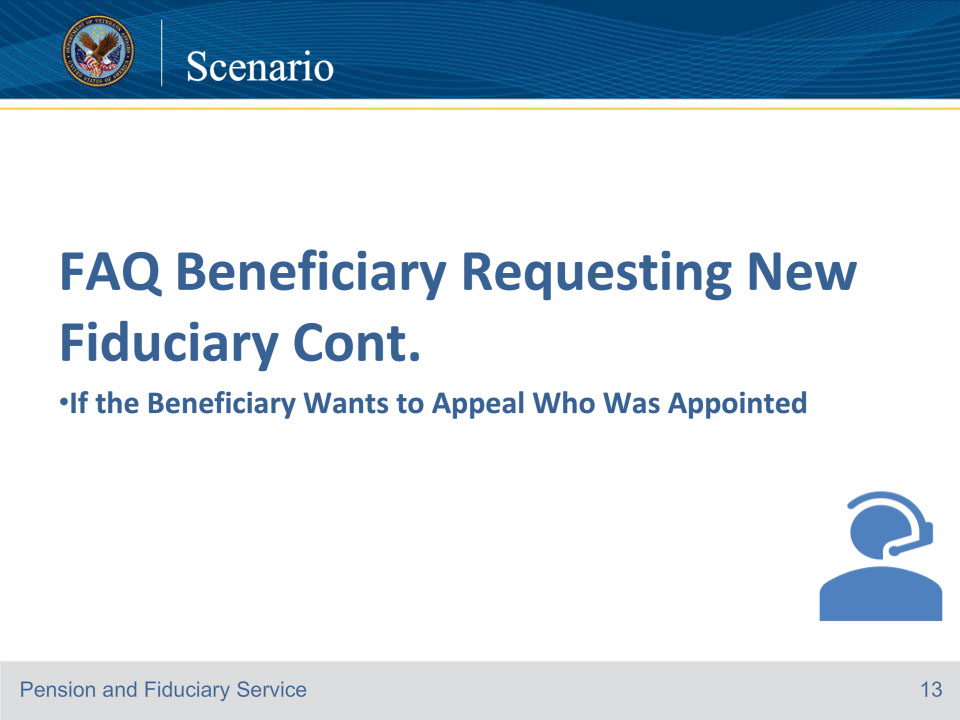 Scenario
FAQ Beneficiary Requesting New
Fiduciary Cont.
•If the Beneficiary Wants to Appeal Who Was Appointed
Pension and Fiduciary Service
13